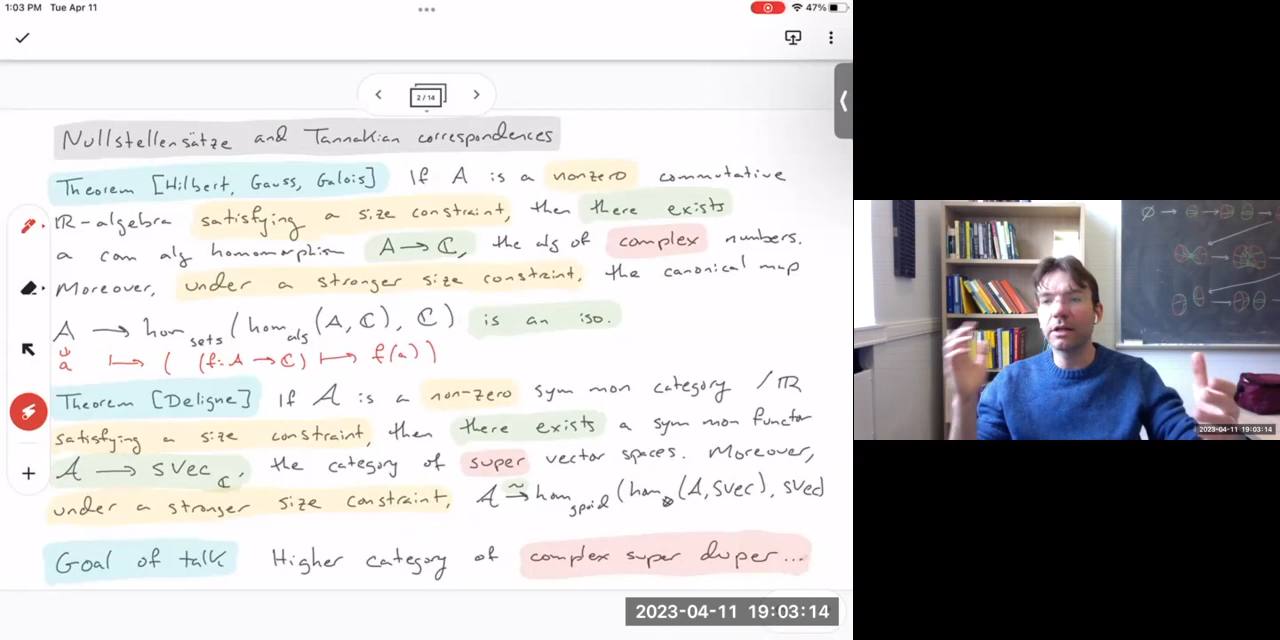 1:03 PM Tue Apr 11
47%
2 / 14
Nullstellensätze and Tannakian correspondences
Theorem [Hilbert, Gauss, Galois] If A is a nonzero commutative
R-algebra satisfying a size constraint, then there exists
a com alg homomorphism A → ℂ, the alg of complex numbers.
Moreover, under a stronger size constraint, the canonical map
A → hom_sets (hom_alg (A, ℂ), ℂ) is an iso.
a ↦ ( (f: A → ℂ) ↦ f(a))
Theorem [Deligne] If A is a non-zero sym mon category /R
satisfying a size constraint, then there exists a sym mon functor
A → sVec_ℂ, the category of super vector spaces. Moreover,
under a stronger size constraint, A ~→ hom_gpoid (hom_⊗ (A, sVec), sVec)
Goal of talk Higher category of complex super duper...
2023-04-11 19:03:14
2023-04-11 19:03:14